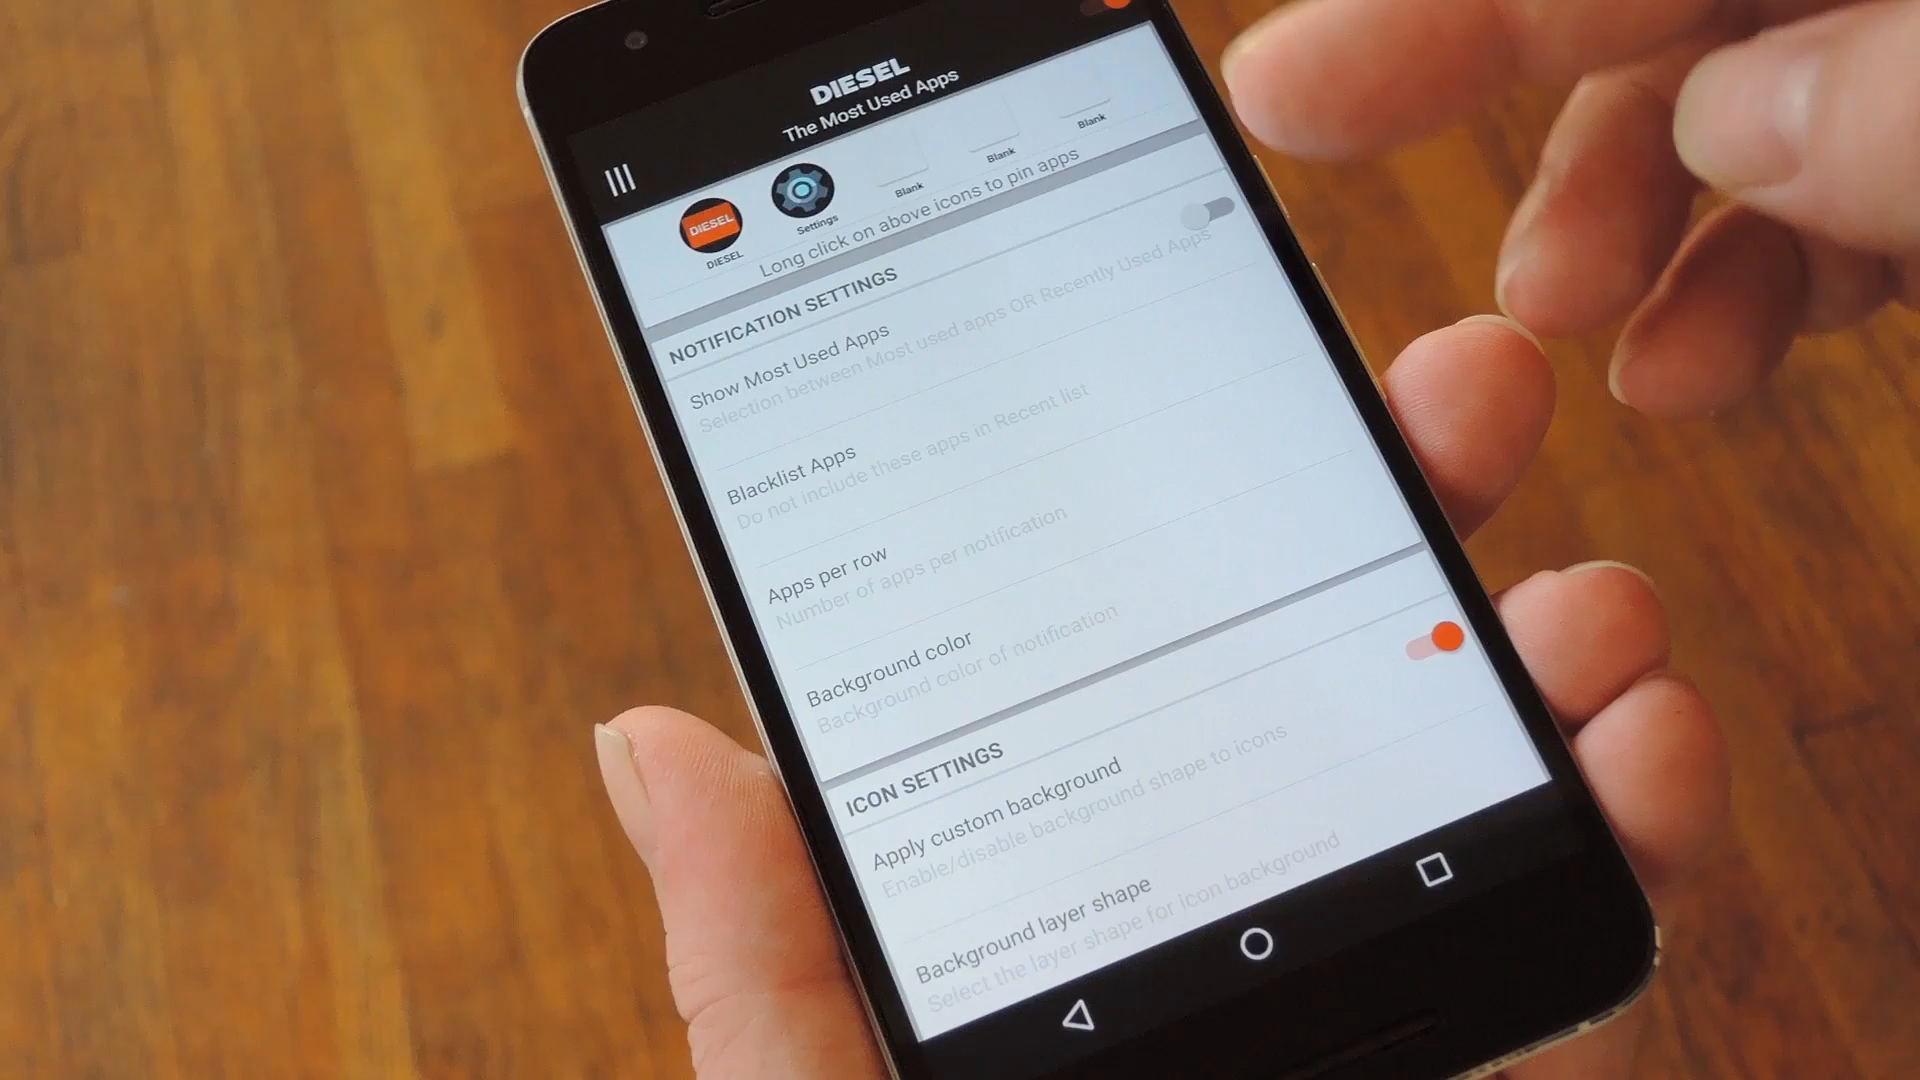 DIESEL
The Most Used Apps
DIESEL
DIESEL
Settings
Blank
Blank
Blank
Long click on above icons to pin apps
NOTIFICATION SETTINGS
Show Most Used Apps
Selection between Most used apps OR Recently Used Apps
Blacklist Apps
Do not include these apps in Recent list
Apps per row
Number of apps per notification
Background color
Background color of notification
ICON SETTINGS
Apply custom background
Enable/disable background shape to icons
Background layer shape
Select the layer shape for Icon background